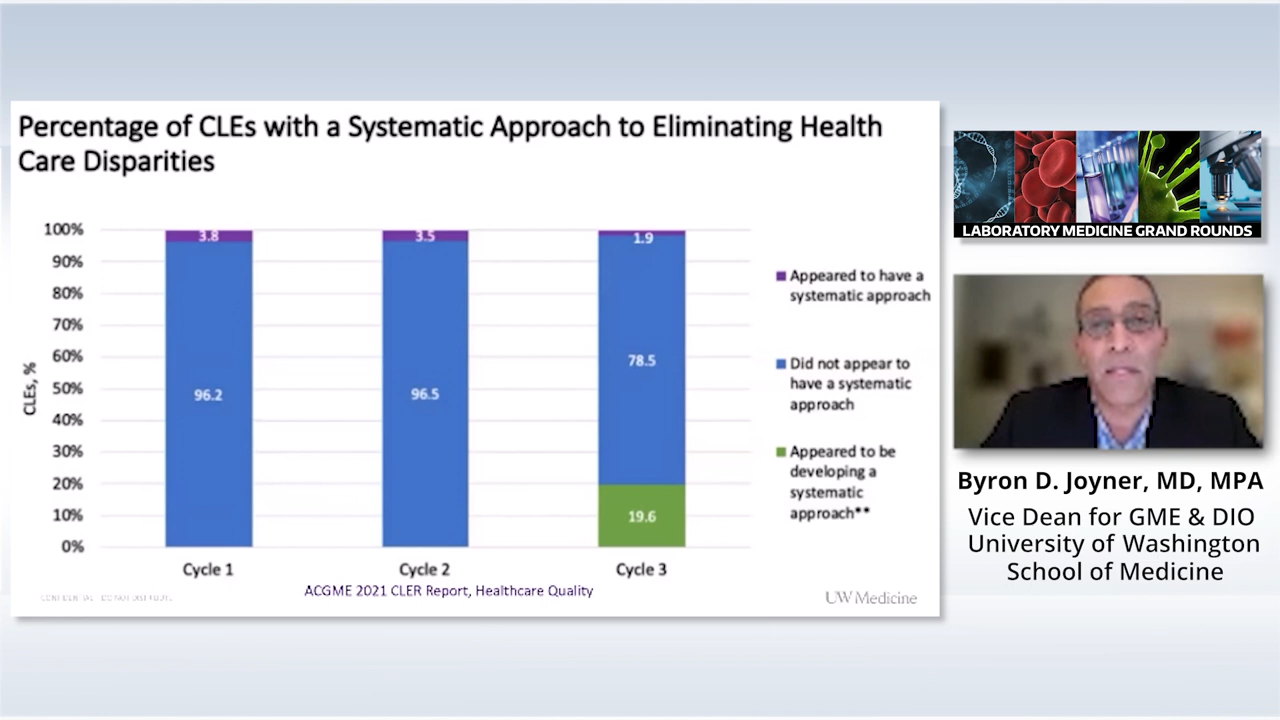 Percentage of CLEs with a Systematic Approach to Eliminating Health
Care Disparities
CLEs, %
100%
90%
80%
70%
60%
50%
40%
30%
20%
10%
0%
3.8
96.2
3.5
96.5
1.9
78.5
19.6
Cycle 1
Cycle 2
Cycle 3
Appeared to have a
systematic approach
Did not appear to
have a systematic
approach
Appeared to be
developing a
systematic
approach**
ACGME 2021 CLER Report, Healthcare Quality
CONFIDENTIAL DO NOT DISTRIBUTE
UW Medicine
LABORATORY MEDICINE GRAND ROUNDS
Byron D. Joyner, MD, MPA
Vice Dean for GME & DIO
University of Washington
School of Medicine